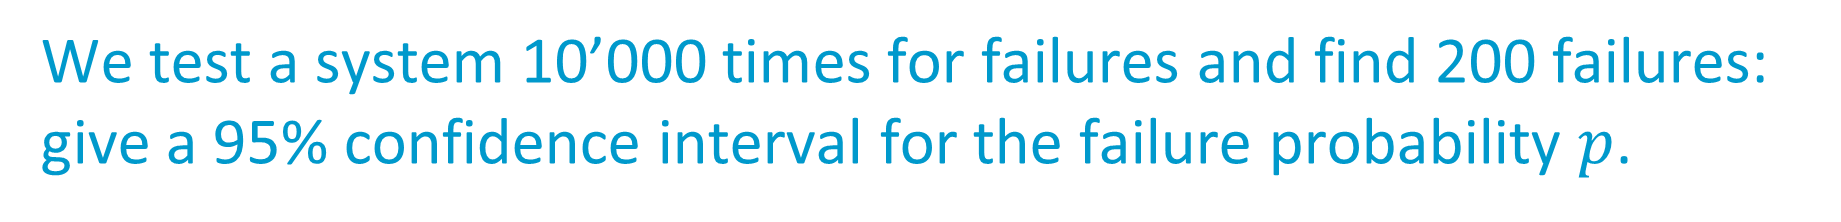 We test a system 10’000 times for failures and find 200 failures:
give a 95% confidence interval for the failure probability 𝑝.